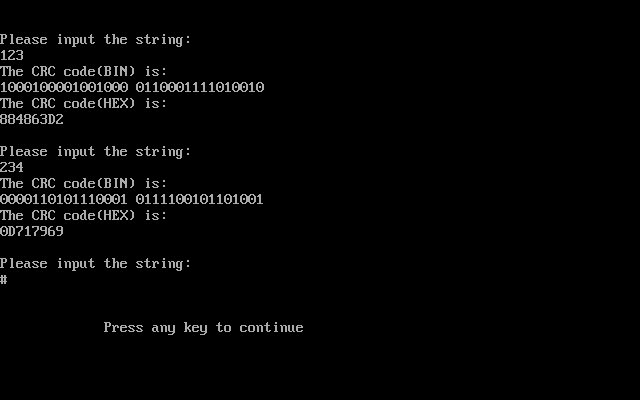 Please input the string:
123
The CRC code(BIN) is:
1000100001001000 0110001111010010
The CRC code(HEX) is:
884863D2
Please input the string:
234
The CRC code(BIN) is:
0000110101110001 0111100101101001
The CRC code(HEX) is:
0D717969
Please input the string:
#
Press any key to continue